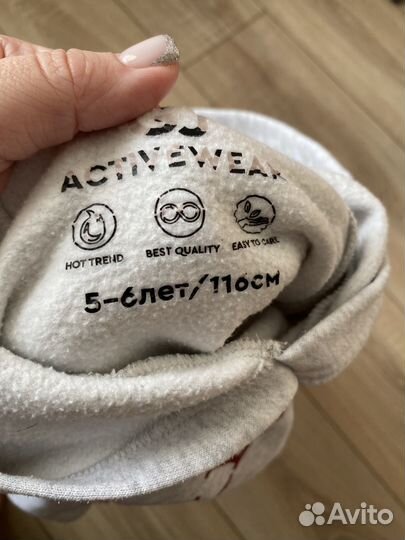 ACTIVEWEAR
HOT TREND
BEST QUALITY
EASY TO CARE
5-6лет/116см
Avito